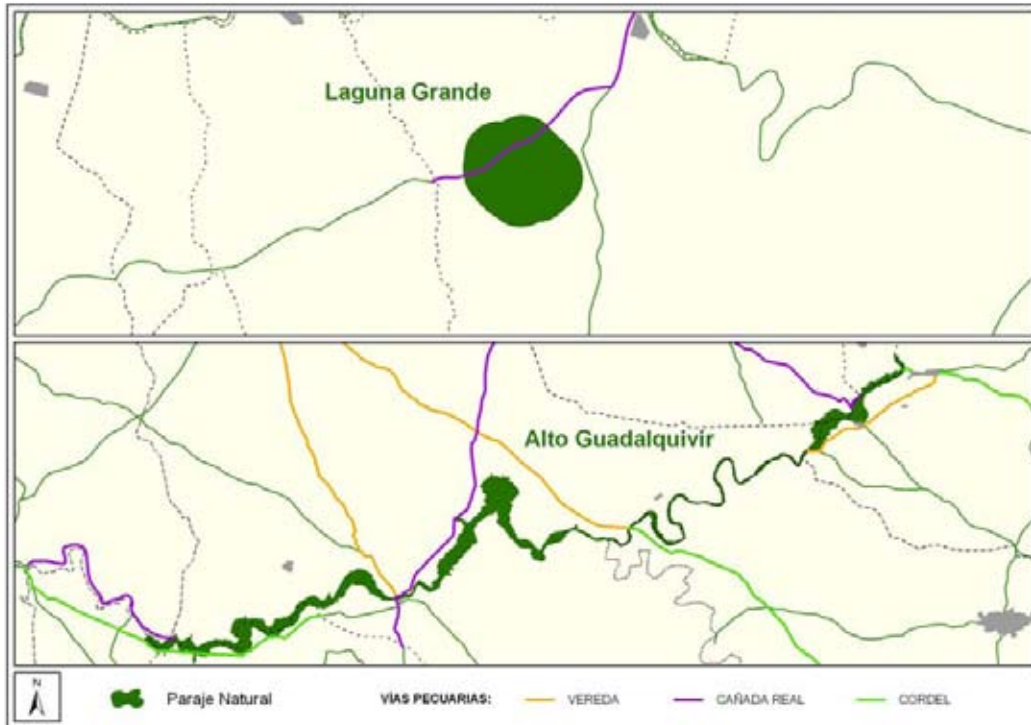 Laguna Grande
Alto Guadalquivir
N
Paraje Natural
VÍAS PECUARIAS:
VEREDA
CAÑADA REAL
CORDEL